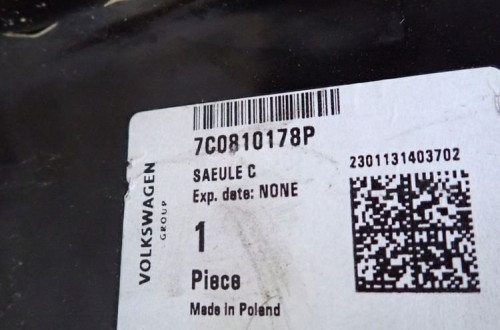 7C0810178P
SAEULE C
Exp. date: NONE
1
Piece
Made in Poland
VOLKSWAGEN
GROUP
2301131403702